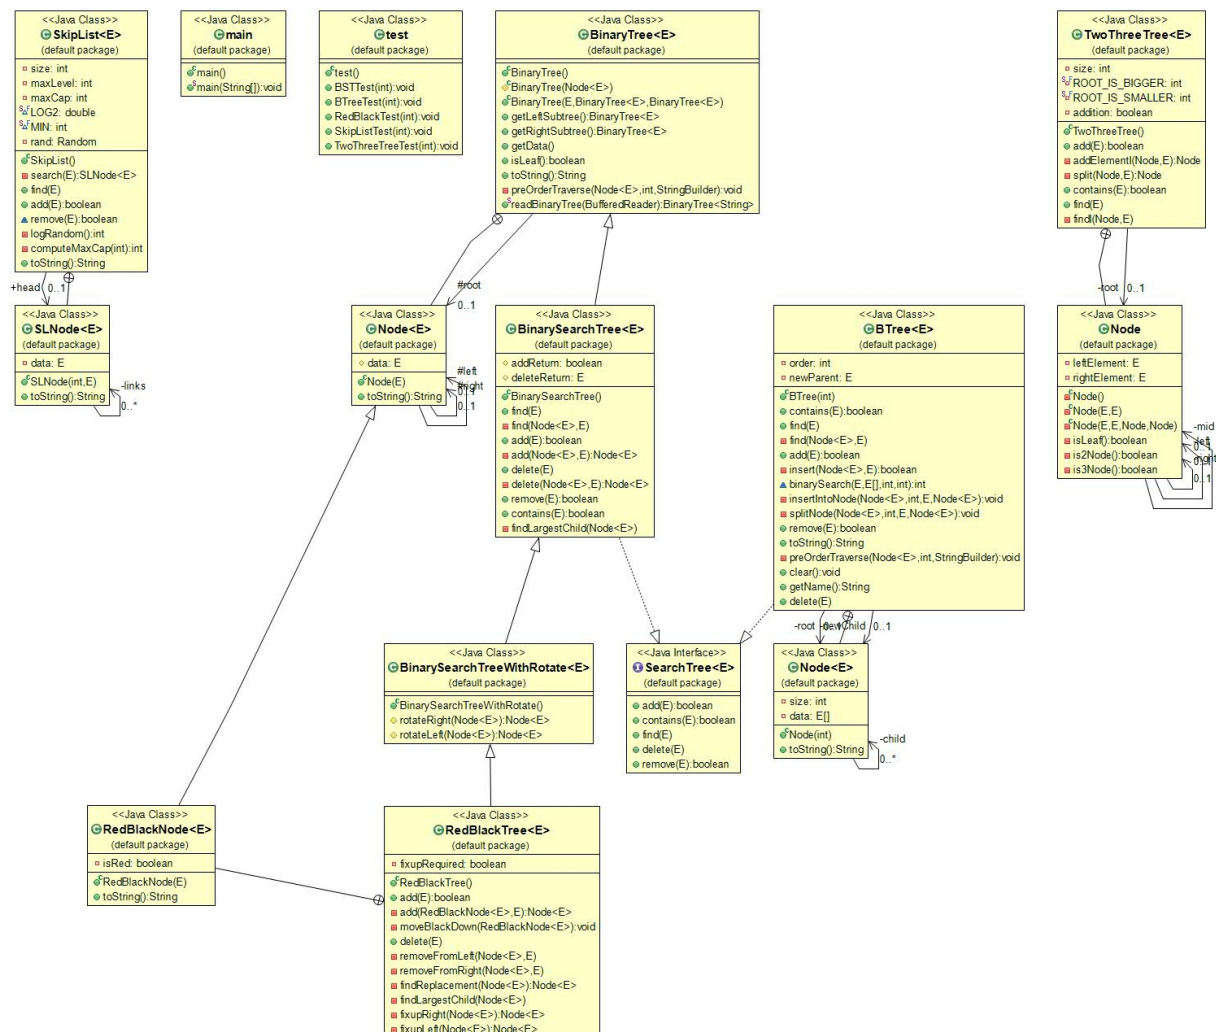 <<Java Class>>
SkipList<E>
(default package)
size: int
maxLevel: int
maxCap: int
LOG2: double
MIN: int
rand: Random
SkipList()
search(E):SLNode<E>
find(E)
add(E):boolean
remove(E):boolean
logRandom():int
computeMaxCap(int):int
toString():String
+head
0..1
<<Java Class>>
SLNode<E>
(default package)
data: E
SLNode(int,E)
toString():String
-links
0..*
<<Java Class>>
main
(default package)
main()
main(String[]):void
<<Java Class>>
test
(default package)
test()
BSTTest(int):void
BTreeTest(int):void
RedBlackTest(int):void
SkipListTest(int):void
TwoThreeTreeTest(int):void
<<Java Class>>
BinaryTree<E>
(default package)
BinaryTree()
BinaryTree(Node<E>)
BinaryTree(E,BinaryTree<E>,BinaryTree<E>)
getLeftSubtree():BinaryTree<E>
getRightSubtree():BinaryTree<E>
getData()
isLeaf():boolean
toString():String
preOrderTraverse(Node<E>,int,StringBuilder):void
readBinaryTree(BufferedReader):BinaryTree<String>
#root
0..1
<<Java Class>>
Node<E>
(default package)
data: E
Node(E)
toString():String
#left
#right
0..1
0..1
<<Java Class>>
BinarySearchTree<E>
(default package)
addReturn: boolean
deleteReturn: E
BinarySearchTree()
find(E)
find(Node<E>,E)
add(E):boolean
add(Node<E>,E):Node<E>
delete(E)
delete(Node<E>,E):Node<E>
remove(E):boolean
contains(E):boolean
findLargestChild(Node<E>)
<<Java Class>>
BTree<E>
(default package)
order: int
newParent: E
BTree(int)
contains(E):boolean
find(E)
find(Node<E>,E)
add(E):boolean
insert(Node<E>,E):boolean
binarySearch(E,E[],int,int):int
insertIntoNode(Node<E>,int,E,Node<E>):void
splitNode(Node<E>,int,E,Node<E>):void
remove(E):boolean
toString():String
preOrderTraverse(Node<E>,int,StringBuilder):void
clear():void
getName():String
delete(E)
-root
0..1
-newChild
0..1
<<Java Class>>
TwoThreeTree<E>
(default package)
size: int
ROOT_IS_BIGGER: int
ROOT_IS_SMALLER: int
addition: boolean
TwoThreeTree()
add(E):boolean
addElementI(Node,E):Node
split(Node,E):Node
contains(E):boolean
find(E)
findI(Node,E)
-root
0..1
<<Java Class>>
Node
(default package)
leftElement: E
rightElement: E
Node()
Node(E,E)
Node(E,E,Node,Node)
isLeaf():boolean
is2Node():boolean
is3Node():boolean
-mid
-left
0..1
-right
0..1
0..1
<<Java Class>>
BinarySearchTreeWithRotate<E>
(default package)
BinarySearchTreeWithRotate()
rotateRight(Node<E>):Node<E>
rotateLeft(Node<E>):Node<E>
<<Java Interface>>
SearchTree<E>
(default package)
add(E):boolean
contains(E):boolean
find(E)
delete(E)
remove(E):boolean
<<Java Class>>
Node<E>
(default package)
size: int
data: E[]
Node(int)
toString():String
-child
0..*
<<Java Class>>
RedBlackNode<E>
(default package)
isRed: boolean
RedBlackNode(E)
toString():String
<<Java Class>>
RedBlackTree<E>
(default package)
fixupRequired: boolean
RedBlackTree()
add(E):boolean
add(RedBlackNode<E>,E):Node<E>
moveBlackDown(RedBlackNode<E>):void
delete(E)
removeFromLeft(Node<E>,E)
removeFromRight(Node<E>,E)
findReplacement(Node<E>):Node<E>
findLargestChild(Node<E>)
fixupRight(Node<E>):Node<E>
fixupLeft(Node<E>):Node<E>